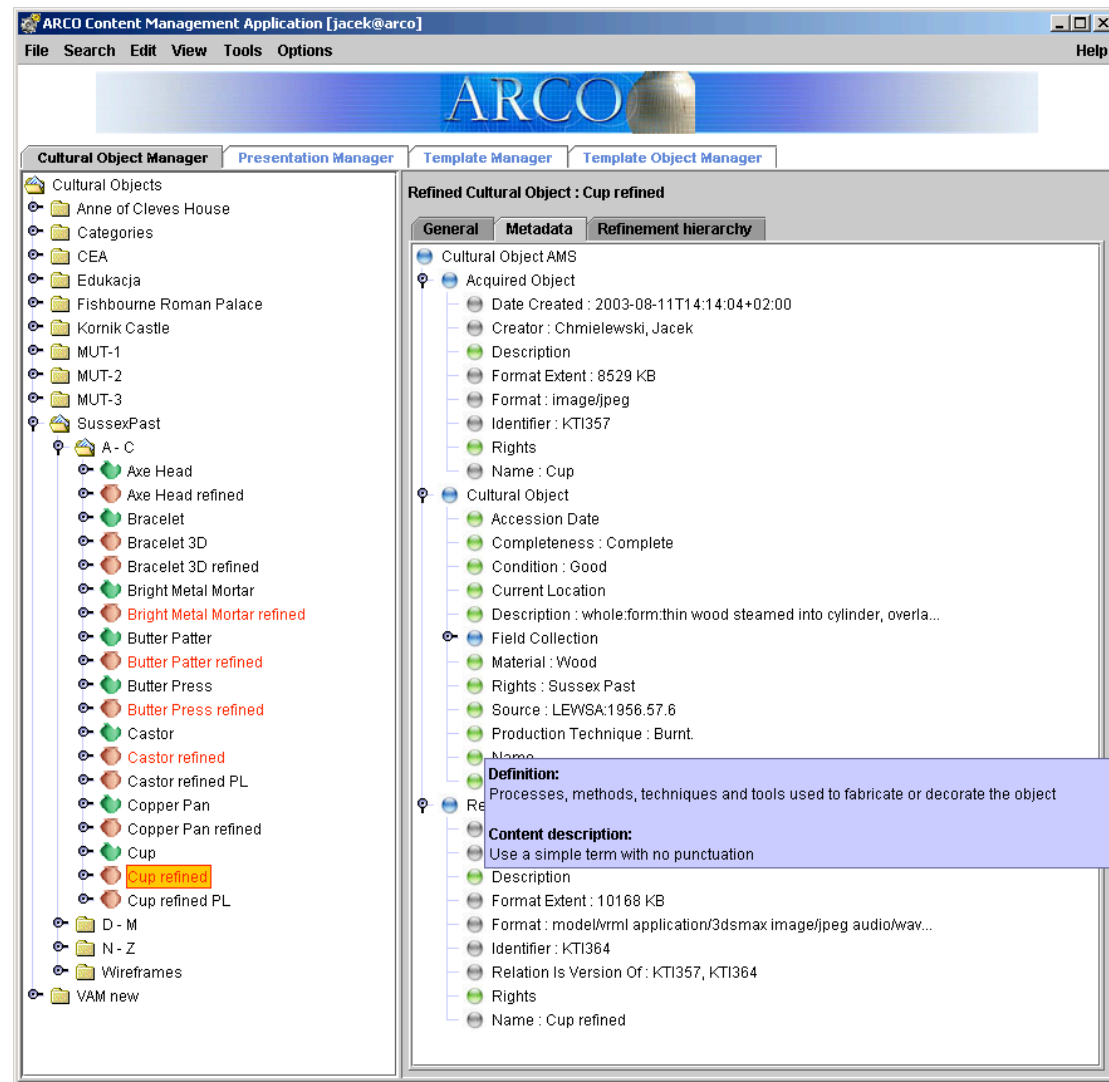 ARCO Content Management Application [jacek@arco]
File Search Edit View Tools Options Help
ARCO
Cultural Object Manager Presentation Manager Template Manager Template Object Manager
Cultural Objects
Anne of Cleves House
Categories
CEA
Edukacja
Fishbourne Roman Palace
Kornik Castle
MUT-1
MUT-2
MUT-3
SussexPast
A - C
Axe Head
Axe Head refined
Bracelet
Bracelet 3D
Bracelet 3D refined
Bright Metal Mortar
Bright Metal Mortar refined
Butter Patter
Butter Patter refined
Butter Press
Butter Press refined
Castor
Castor refined
Castor refined PL
Copper Pan
Copper Pan refined
Cup
Cup refined
Cup refined PL
D - M
N - Z
Wireframes
VAM new
Refined Cultural Object : Cup refined
General Metadata Refinement hierarchy
Cultural Object AMS
Acquired Object
Date Created : 2003-08-11T14:14:04+02:00
Creator : Chmielewski, Jacek
Description
Format Extent : 8529 KB
Format : image/jpeg
Identifier : KTI357
Rights
Name : Cup
Cultural Object
Accession Date
Completeness : Complete
Condition : Good
Current Location
Description : whole:form:thin wood steamed into cylinder, overla...
Field Collection
Material : Wood
Rights : Sussex Past
Source : LEWSA:1956.57.6
Production Technique : Burnt.
Name
Definition:
Processes, methods, techniques and tools used to fabricate or decorate the object
Re
Content description:
Use a simple term with no punctuation
Description
Format Extent : 10168 KB
Format : model/vrml application/3dsmax image/jpeg audio/wav...
Identifier : KTI364
Relation Is Version Of : KTI357, KTI364
Rights
Name : Cup refined